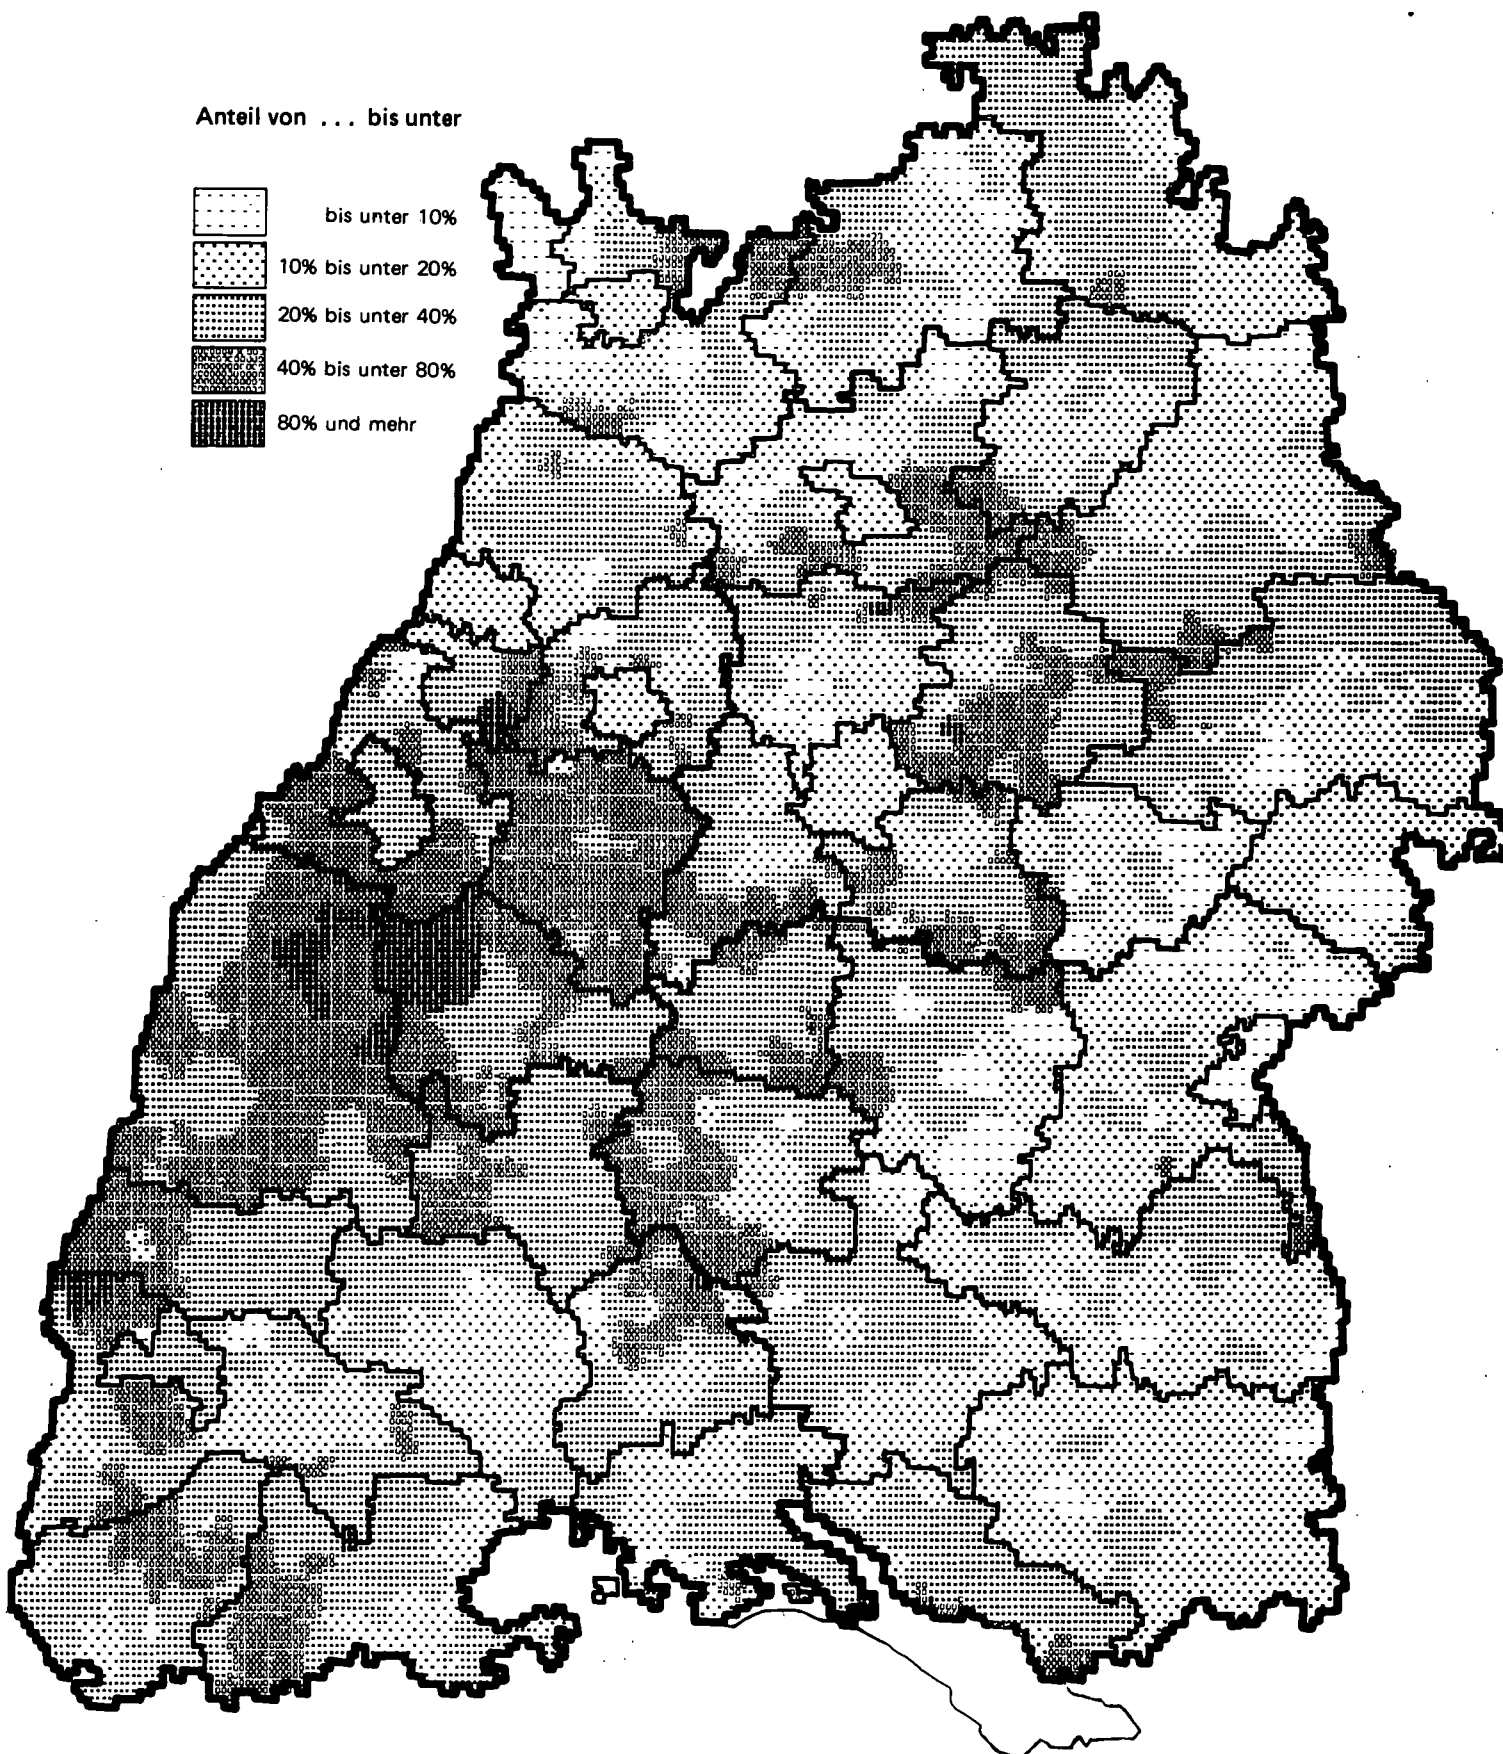 Anteil von ... bis unter
bis unter 10%
10% bis unter 20%
20% bis unter 40%
40% bis unter 80%
80% und mehr